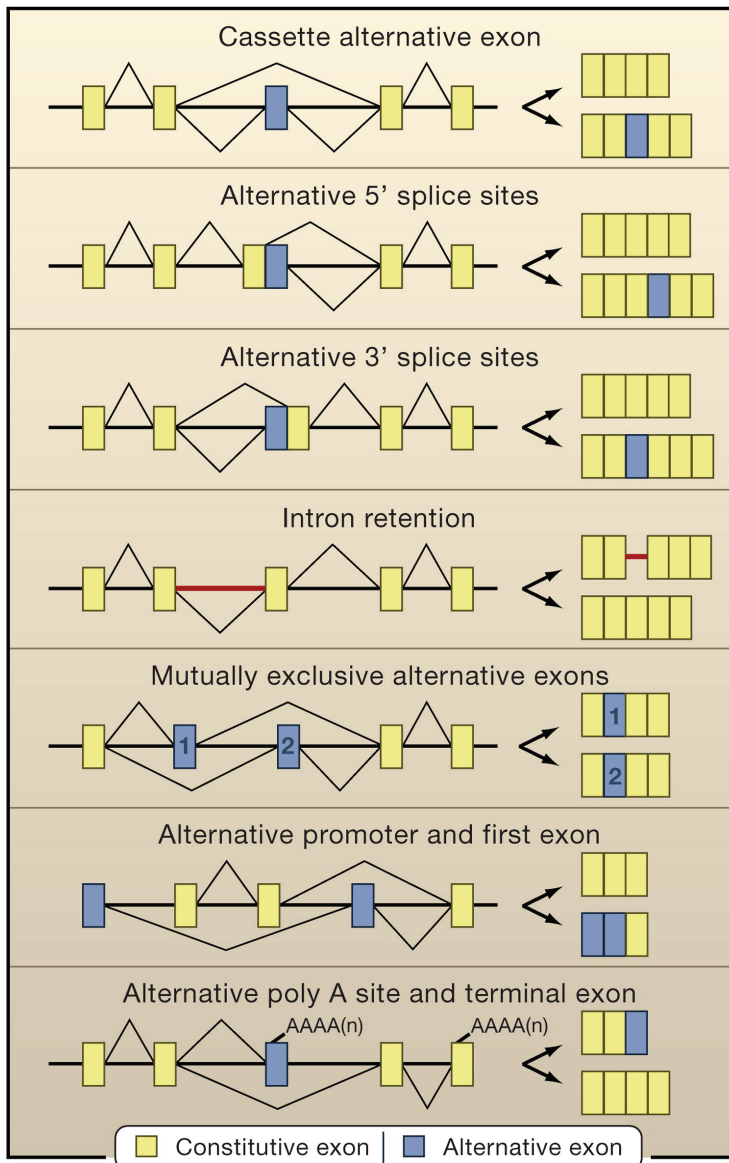 Cassette alternative exon
Alternative 5’ splice sites
Alternative 3’ splice sites
Intron retention
Mutually exclusive alternative exons
1
2
1
2
Alternative promoter and first exon
Alternative poly A site and terminal exon
AAAA(n)
AAAA(n)
Constitutive exon
Alternative exon